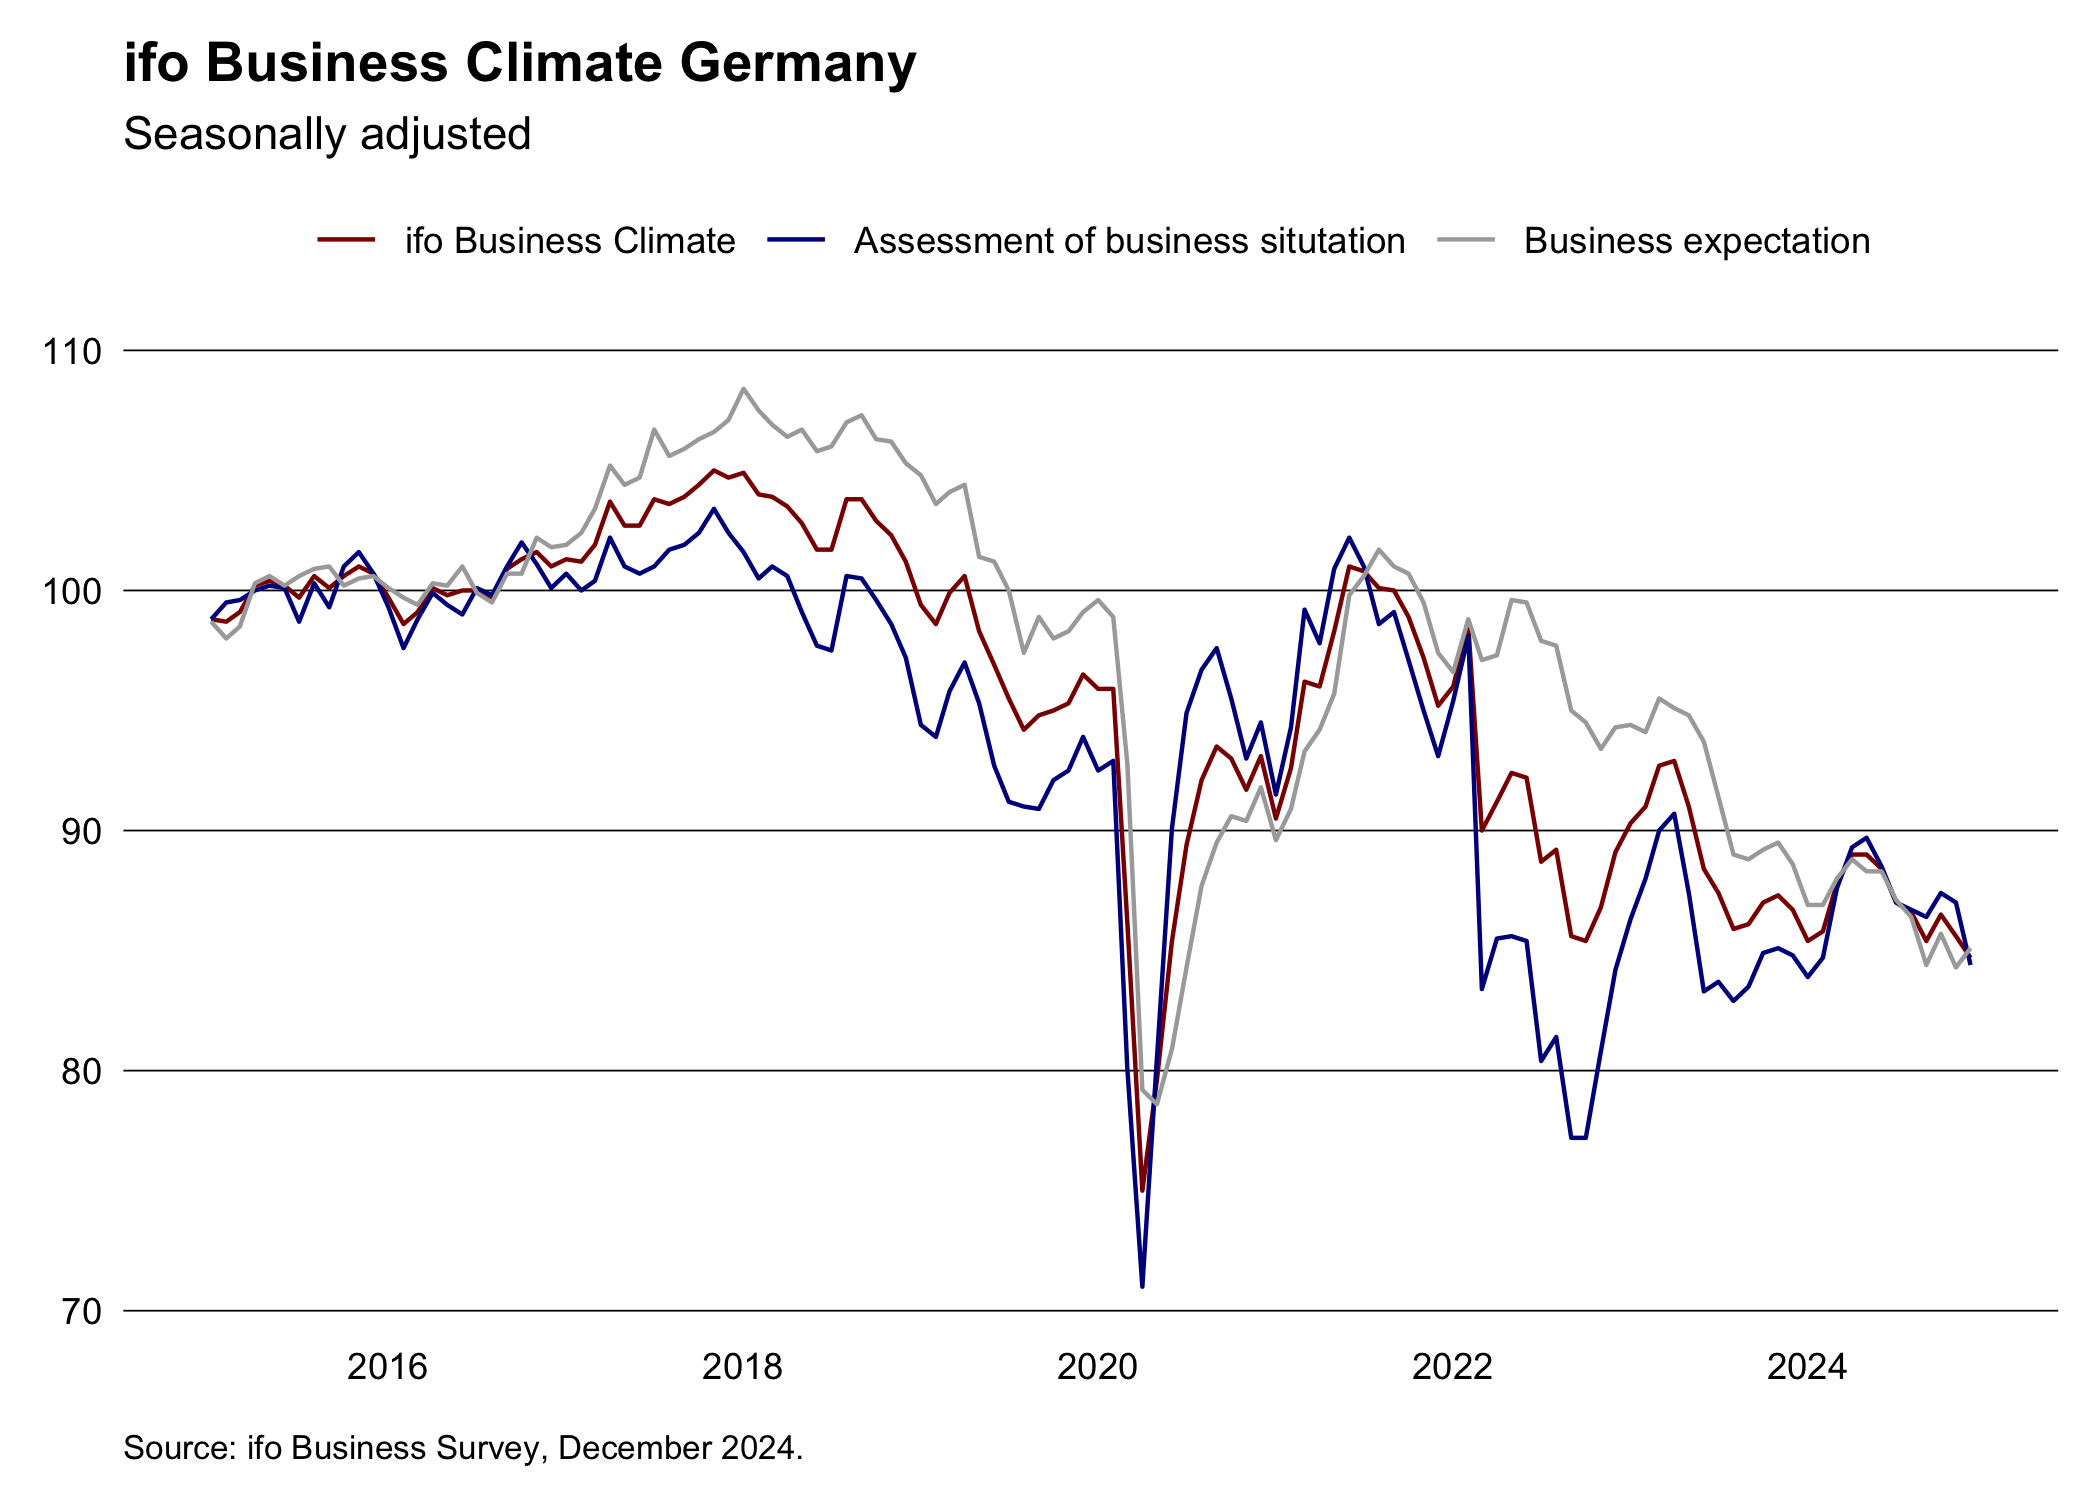 ifo Business Climate Germany
Seasonally adjusted
ifo Business Climate
Assessment of business situtation
Business expectation
110
100
90
80
70
2016
2018
2020
2022
2024
Source: ifo Business Survey, December 2024.